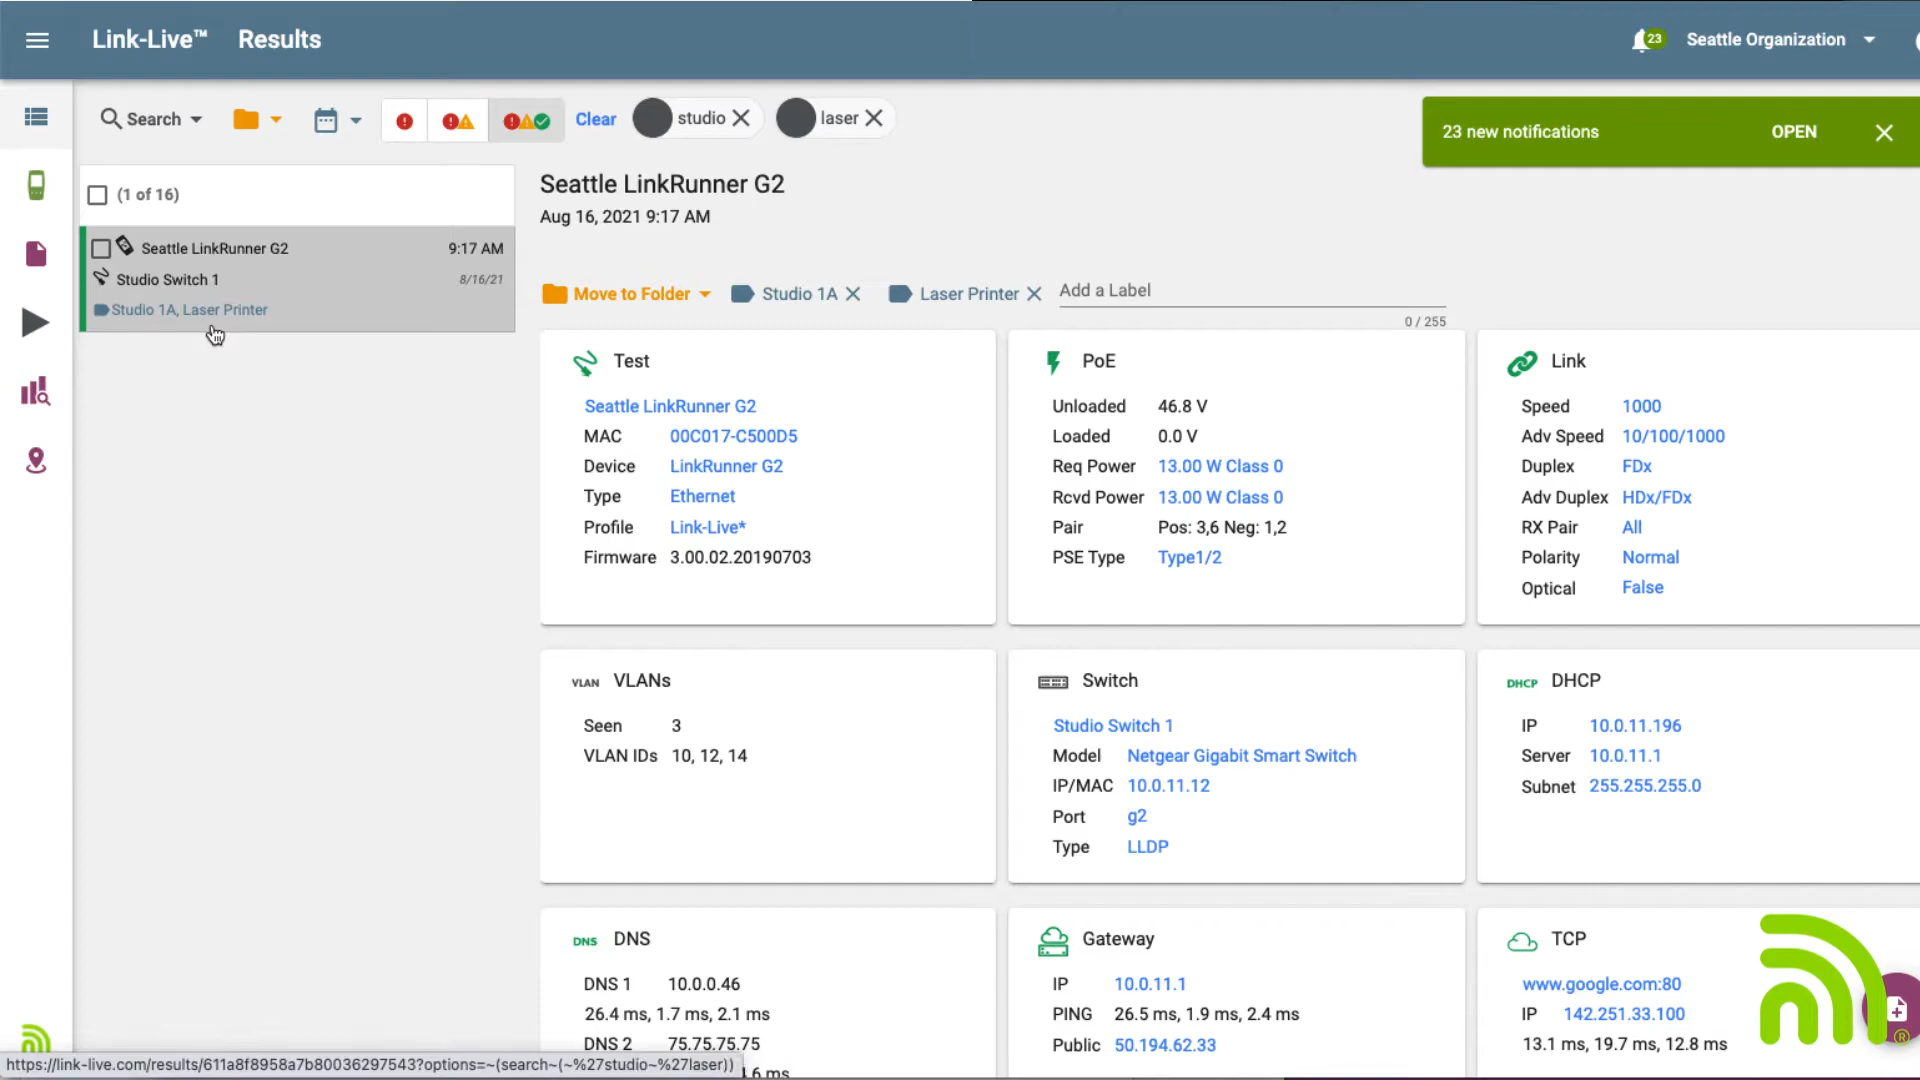 Link-Live™ Results
23
Seattle Organization
Search
Clear
studio
laser
23 new notifications
OPEN
(1 of 16)
Seattle LinkRunner G2
9:17 AM
Studio Switch 1
8/16/21
Studio 1A, Laser Printer
Seattle LinkRunner G2
Aug 16, 2021 9:17 AM
Move to Folder
Studio 1A
Laser Printer
Add a Label
0 / 255
Test
Seattle LinkRunner G2
MAC 00C017-C500D5
Device LinkRunner G2
Type Ethernet
Profile Link-Live*
Firmware 3.00.02.20190703
PoE
Unloaded 46.8 V
Loaded 0.0 V
Req Power 13.00 W Class 0
Rcvd Power 13.00 W Class 0
Pair Pos: 3,6 Neg: 1,2
PSE Type Type1/2
Link
Speed 1000
Adv Speed 10/100/1000
Duplex FDx
Adv Duplex HDx/FDx
RX Pair All
Polarity Normal
Optical False
VLAN VLANs
Seen 3
VLAN IDs 10, 12, 14
Switch
Studio Switch 1
Model Netgear Gigabit Smart Switch
IP/MAC 10.0.11.12
Port g2
Type LLDP
DHCP DHCP
IP 10.0.11.196
Server 10.0.11.1
Subnet 255.255.255.0
DNS DNS
DNS 1 10.0.0.46
26.4 ms, 1.7 ms, 2.1 ms
DNS 2 75.75.75.75
Gateway
IP 10.0.11.1
PING 26.5 ms, 1.9 ms, 2.4 ms
Public 50.194.62.33
TCP
www.google.com:80
IP 142.251.33.100
13.1 ms, 19.7 ms, 12.8 ms
®
https://link-live.com/results/611a8f8958a7b80036297543?options=~(search~(~%27studio~%27laser))